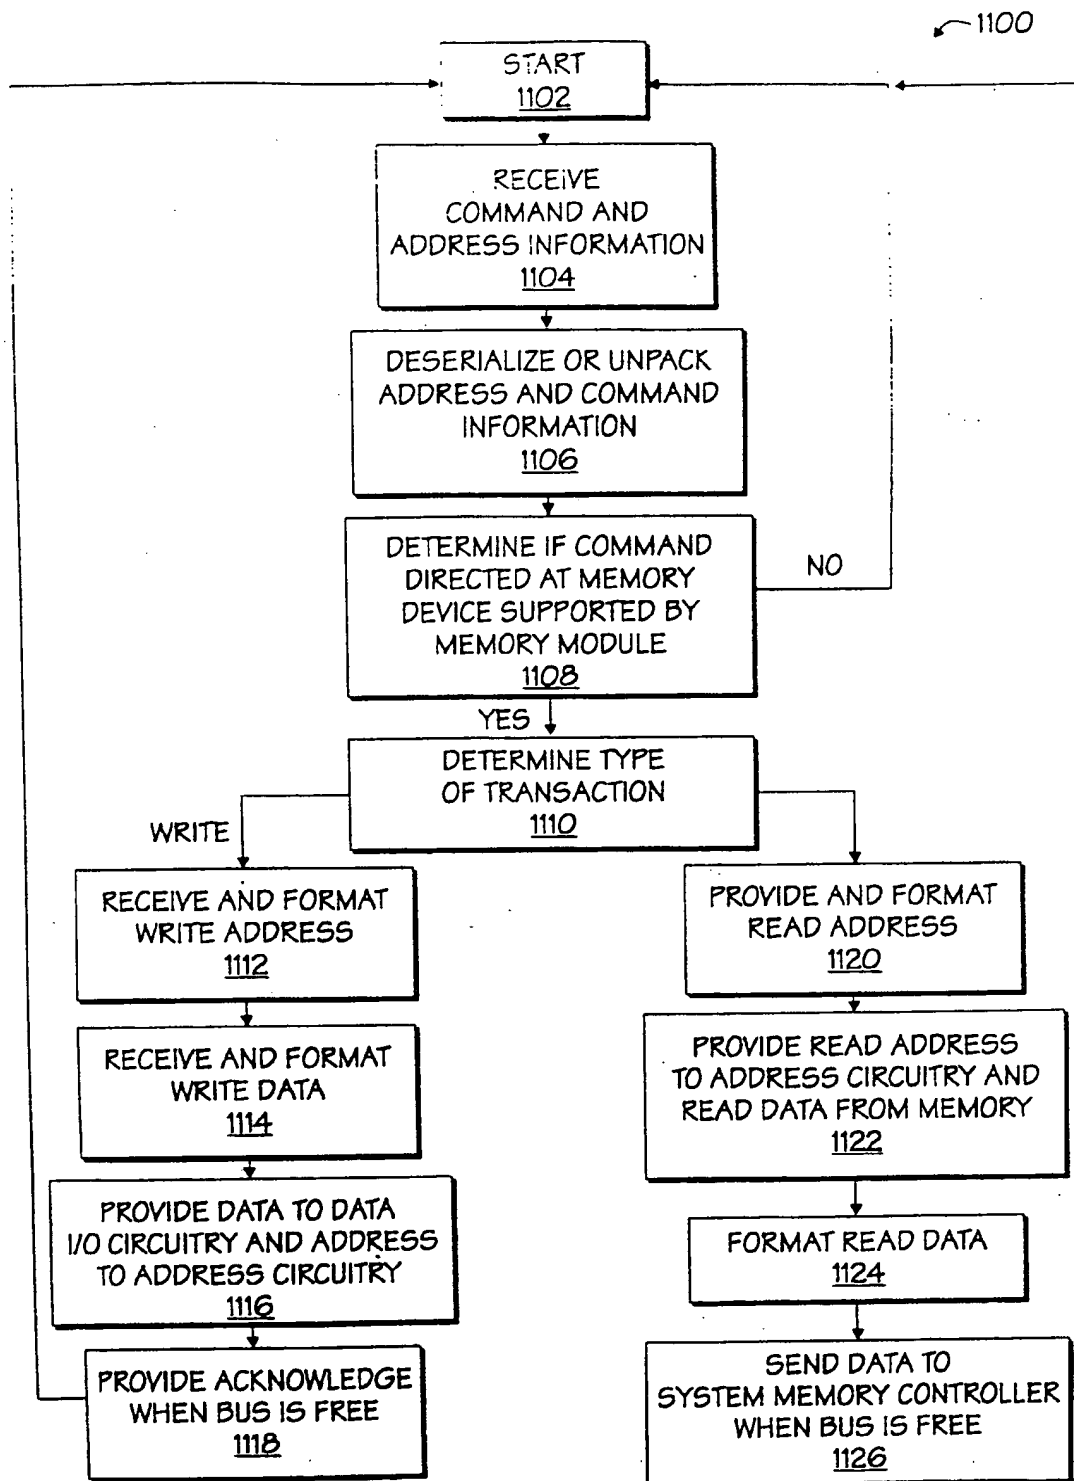 1100
START
1102
RECEIVE
COMMAND AND
ADDRESS INFORMATION
1104
DESERIALIZE OR UNPACK
ADDRESS AND COMMAND
INFORMATION
1106
DETERMINE IF COMMAND
DIRECTED AT MEMORY
DEVICE SUPPORTED BY
MEMORY MODULE
1108
NO
YES
DETERMINE TYPE
OF TRANSACTION
1110
WRITE
RECEIVE AND FORMAT
WRITE ADDRESS
1112
RECEIVE AND FORMAT
WRITE DATA
1114
PROVIDE DATA TO DATA
I/O CIRCUITRY AND ADDRESS
TO ADDRESS CIRCUITRY
1116
PROVIDE ACKNOWLEDGE
WHEN BUS IS FREE
1118
PROVIDE AND FORMAT
READ ADDRESS
1120
PROVIDE READ ADDRESS
TO ADDRESS CIRCUITRY AND
READ DATA FROM MEMORY
1122
FORMAT READ DATA
1124
SEND DATA TO
SYSTEM MEMORY CONTROLLER
WHEN BUS IS FREE
1126